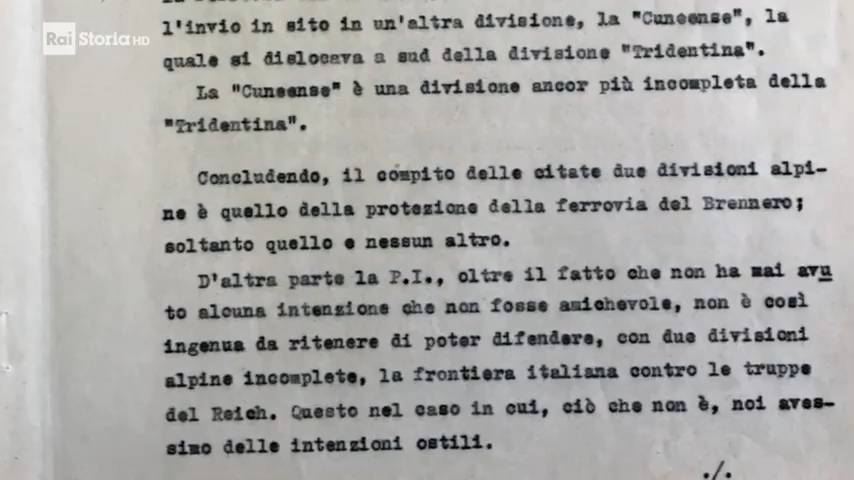 Rai Storia HD
l'invio in sito in un'altra divisione, la "Cuneense", la
quale si dislocava a sud della divisione "Tridentina".
La "Cuneense" è una divisione ancor più incompleta della
"Tridentina".
Concludendo, il compito delle citate due divisioni alpi-
ne è quello della protezione della ferrovia del Brennero;
soltanto quello e nessun altro.
D'altra parte la P.I., oltre il fatto che non ha mai avu
to alcuna intenzione che non fosse amichevole, non è così
ingenua da ritenere di poter difendere, con due divisioni
alpine incomplete, la frontiera italiana contro le truppe
del Reich. Questo nel caso in cui, ciò che non è, noi aves-
simo delle intenzioni ostili.
./.